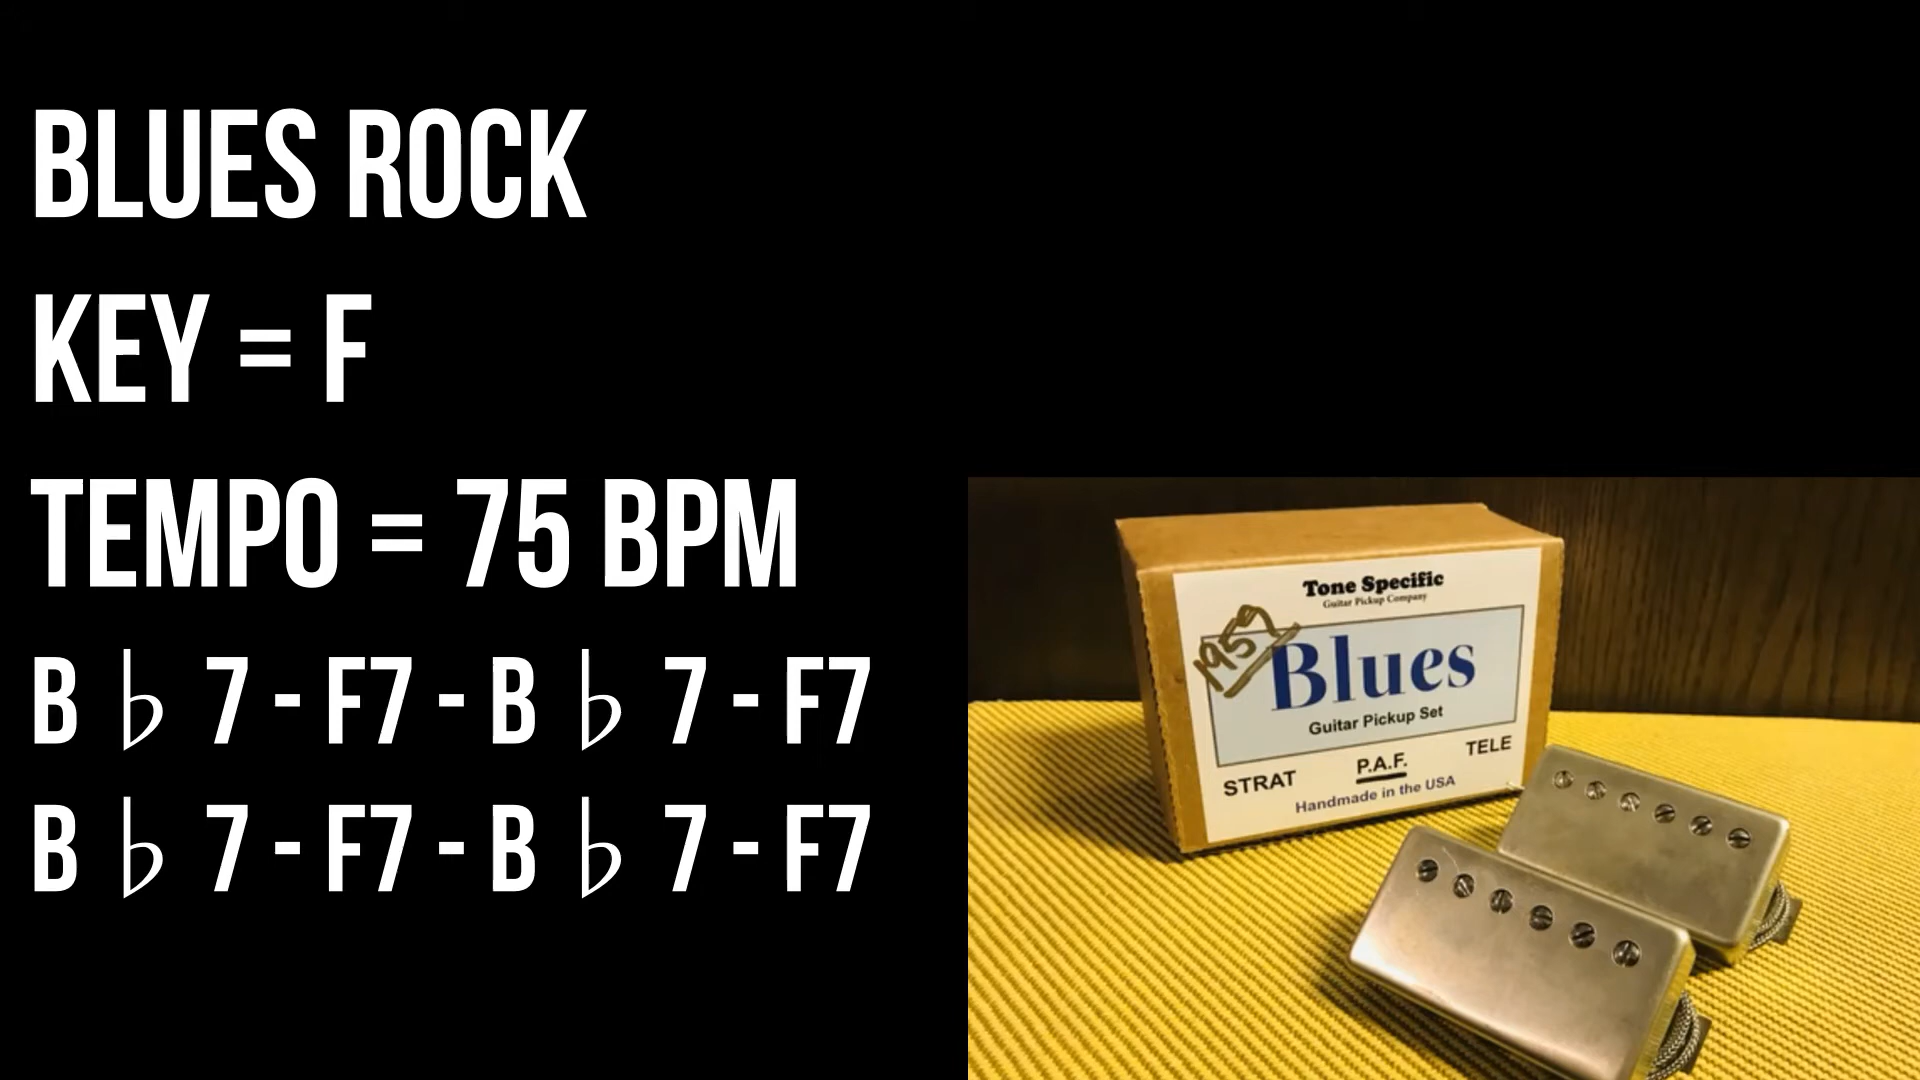 BLUES ROCK
KEY = F
TEMPO = 75 BPM
B ♭ 7 - F7 - B ♭ 7 - F7
B ♭ 7 - F7 - B ♭ 7 - F7
Tone Specific
Guitar Pickup Company
1957
Blues
Guitar Pickup Set
STRAT P.A.F. TELE
Handmade in the USA